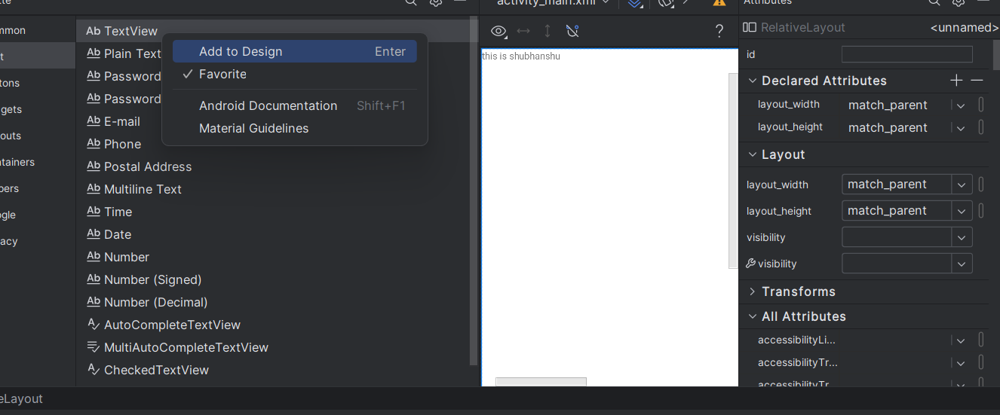 activity_main.xml
Attributes
mmon
Ab TextView
RelativeLayout
<unnamed>
Add to Design Enter
this is shubhanshu
id
t
Ab Plain Text
Favorite
Declared Attributes
tons
Ab Password
layout_width match_parent
Ab Password
Android Documentation Shift+F1
gets
Ab E-mail
Material Guidelines
layout_height match_parent
outs
Ab Phone
Layout
ntainers
Ab Postal Address
layout_width match_parent
bers
Ab Multiline Text
layout_height match_parent
gle
Ab Time
visibility
acy
Ab Date
visibility
Ab Number
Ab Number (Signed)
Transforms
Ab Number (Decimal)
All Attributes
AutoCompleteTextView
accessibilityLi...
MultiAutoCompleteTextView
accessibilityTr...
CheckedTextView
accessibilityTr
eLayout